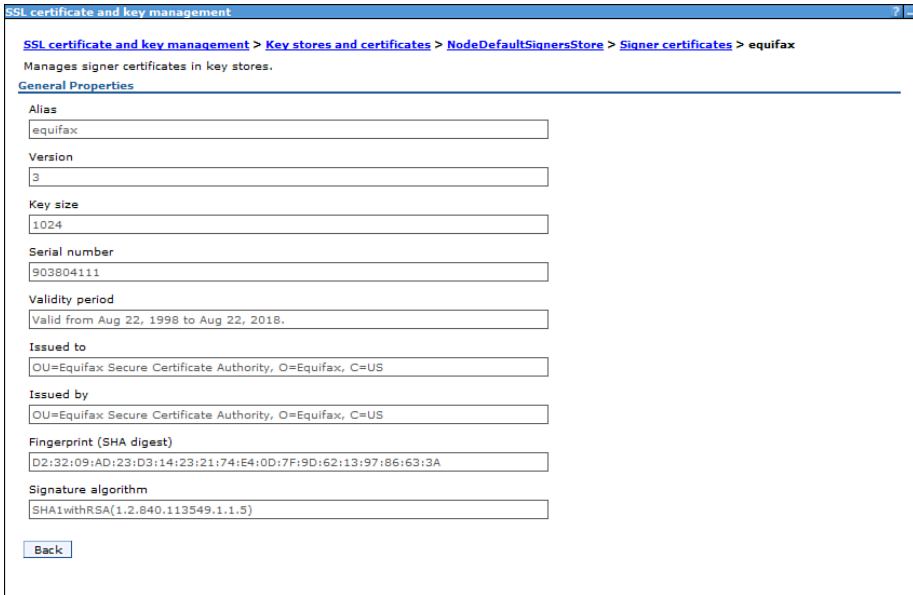 SSL certificate and key management ? _
SSL certificate and key management > Key stores and certificates > NodeDefaultSignersStore > Signer certificates > equifax
Manages signer certificates in key stores.
General Properties
Alias
equifax
Version
3
Key size
1024
Serial number
903804111
Validity period
Valid from Aug 22, 1998 to Aug 22, 2018.
Issued to
OU=Equifax Secure Certificate Authority, O=Equifax, C=US
Issued by
OU=Equifax Secure Certificate Authority, O=Equifax, C=US
Fingerprint (SHA digest)
D2:32:09:AD:23:D3:14:23:21:74:E4:0D:7F:9D:62:13:97:86:63:3A
Signature algorithm
SHA1withRSA(1.2.840.113549.1.1.5)
Back